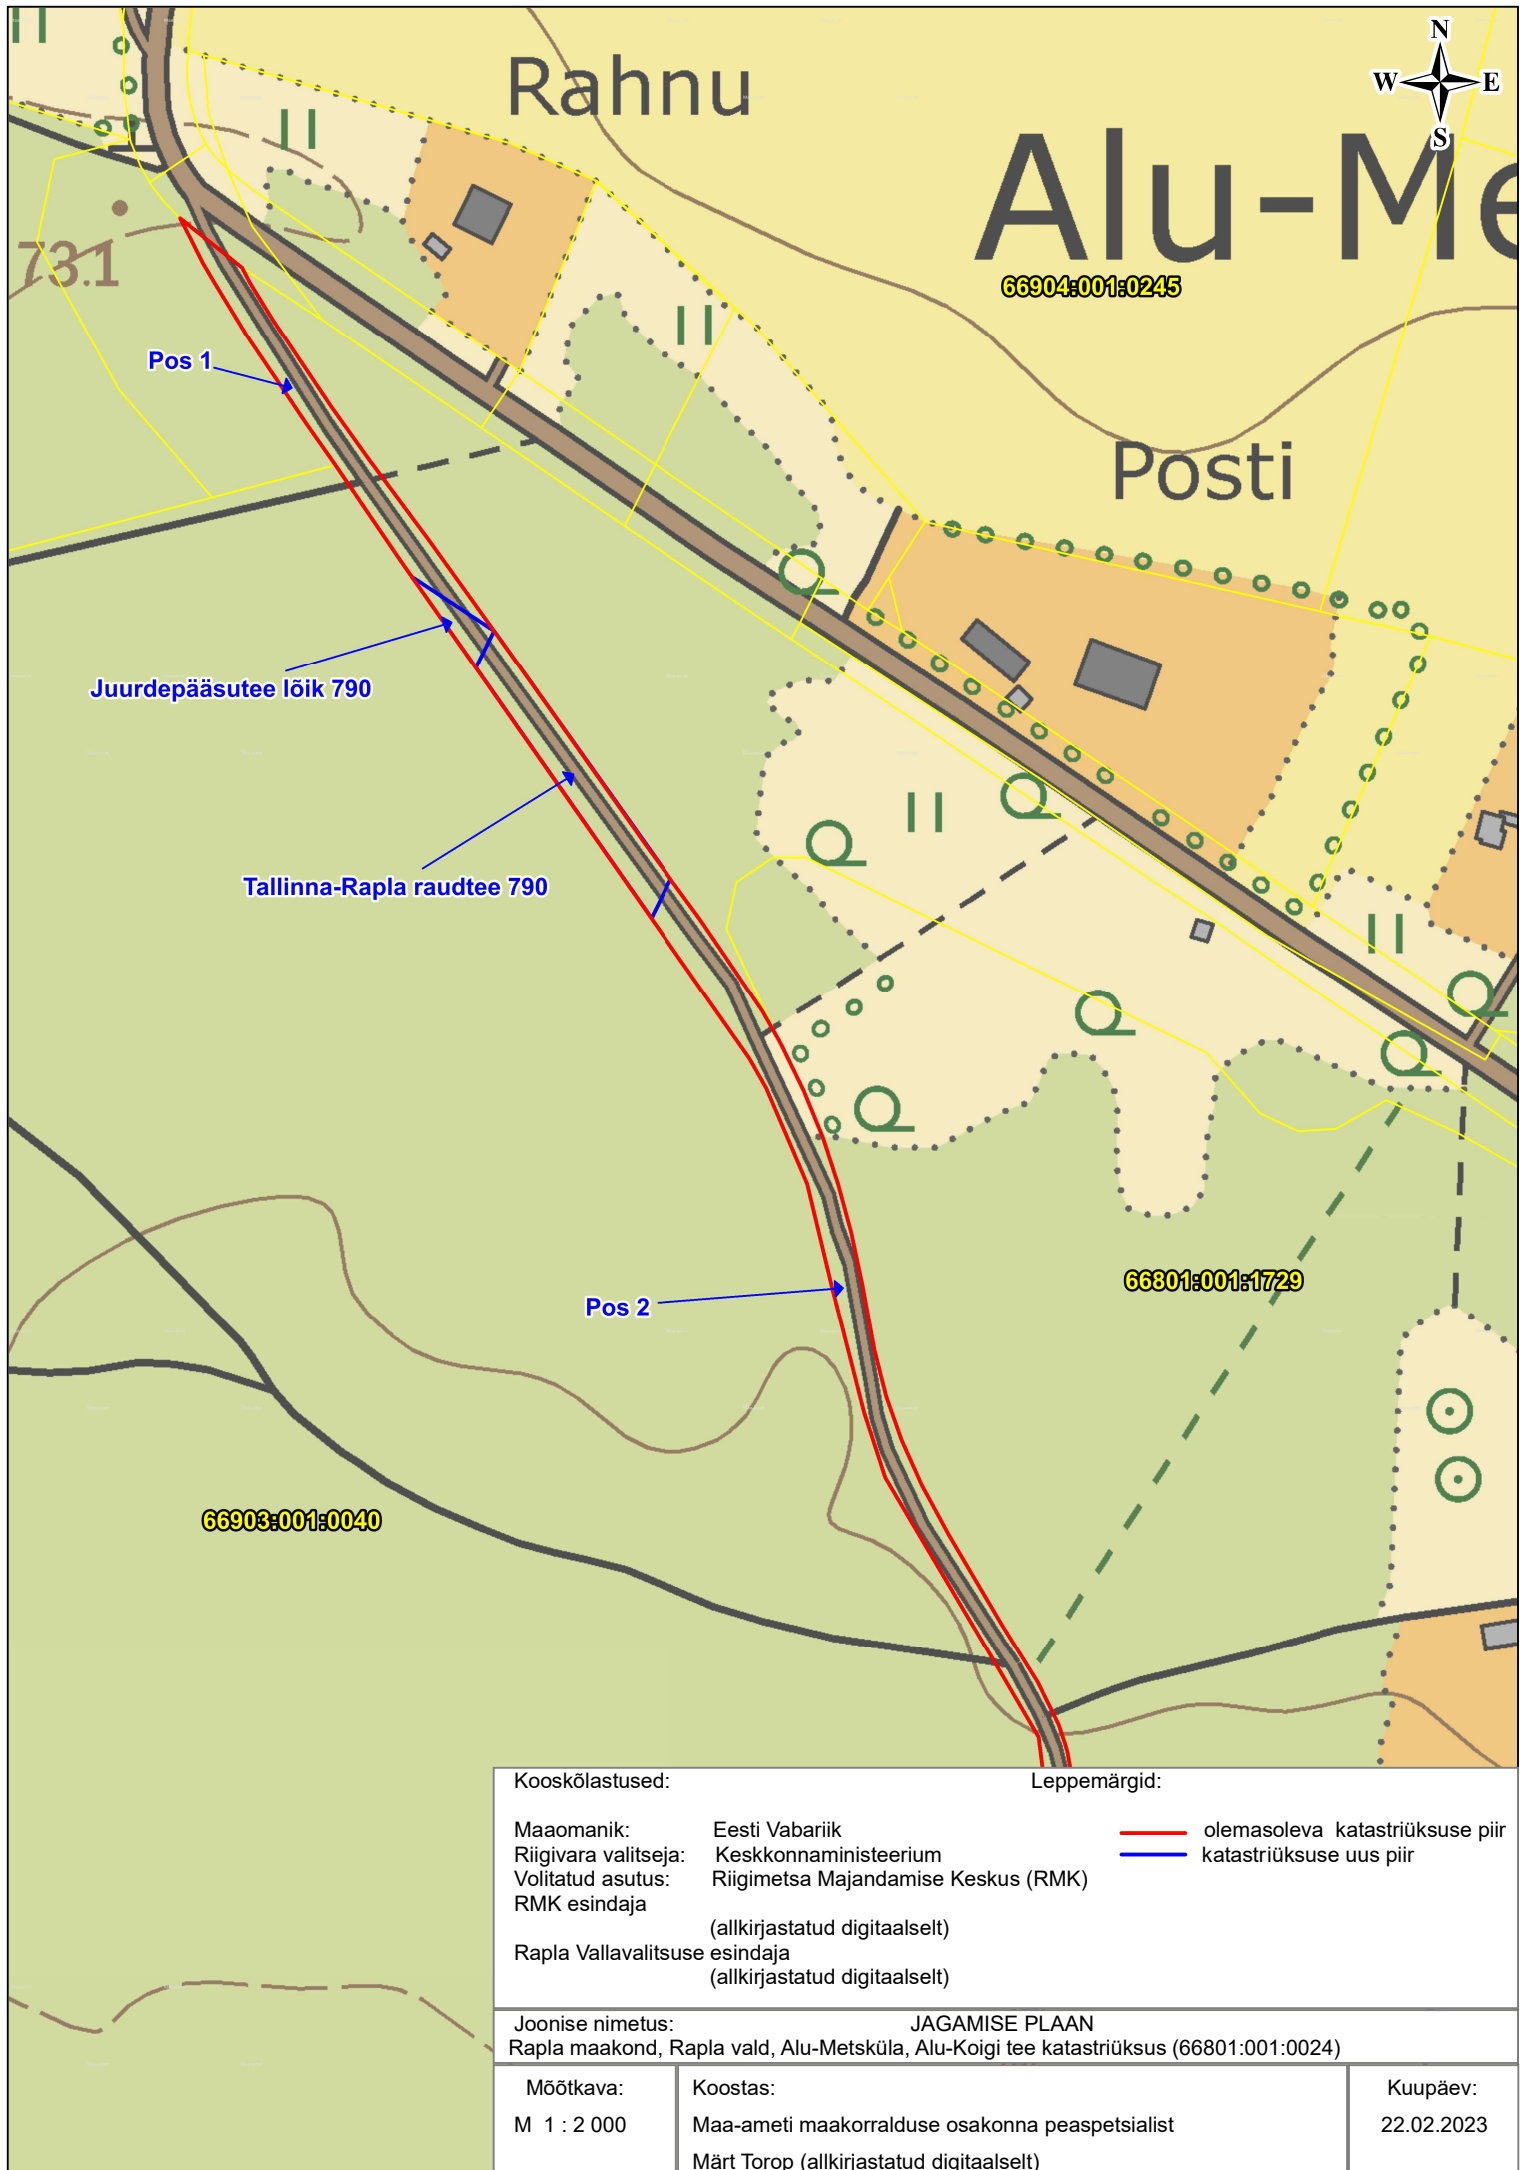 Rahnu
N
W E
S
Alu-Me
73.1
66904:001:0245
Pos 1
Posti
Juurdepääsutee lõik 790
Tallinna-Rapla raudtee 790
66801:001:1729
Pos 2
66903:001:0040
Kooskõlastused: Leppemärgid:
Maaomanik: Eesti Vabariik olemasoleva katastriüksuse piir
Riigivara valitseja: Keskkonnaministeerium katastriüksuse uus piir
Volitatud asutus: Riigimetsa Majandamise Keskus (RMK)
RMK esindaja
(allkirjastatud digitaalselt)
Rapla Vallavalitsuse esindaja
(allkirjastatud digitaalselt)
Joonise nimetus: JAGAMISE PLAAN
Rapla maakond, Rapla vald, Alu-Metsküla, Alu-Koigi tee katastriüksus (66801:001:0024)
Mõõtkava: Koostas: Kuupäev:
M 1 : 2 000 Maa-ameti maakorralduse osakonna peaspetsialist 22.02.2023
Märt Torop (allkirjastatud digitaalselt)